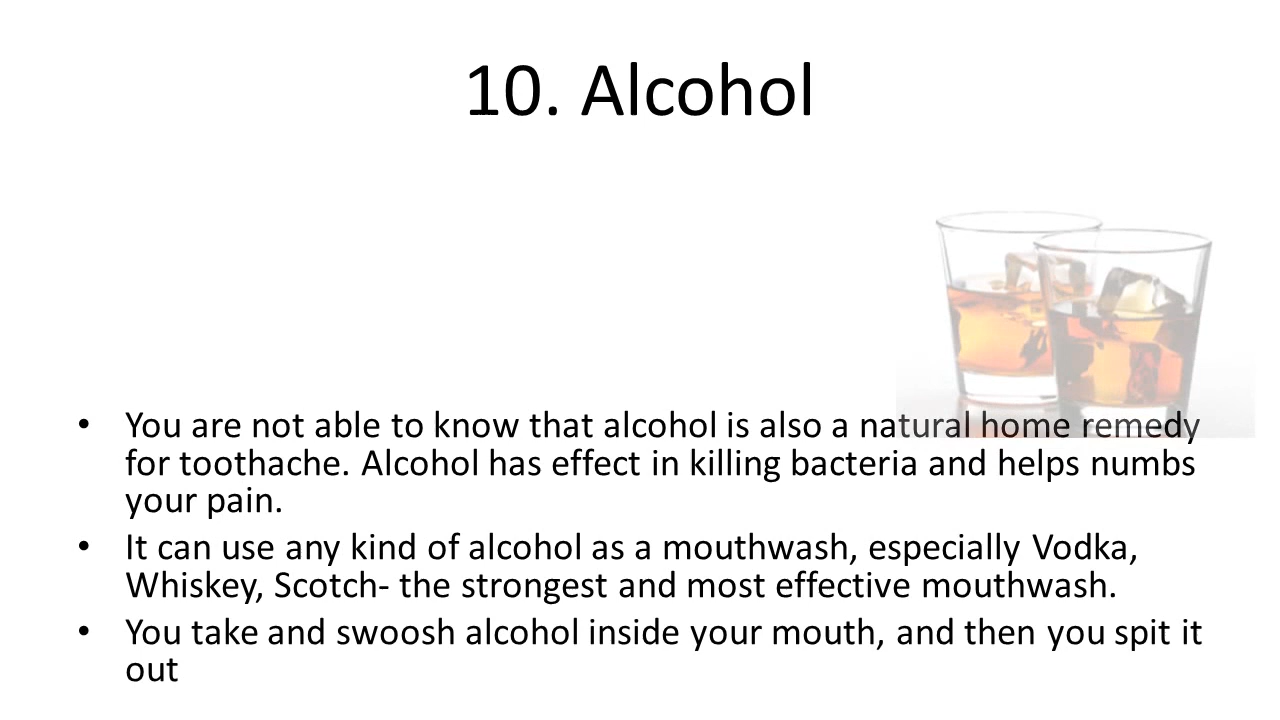 10. Alcohol
• You are not able to know that alcohol is also a natural home remedy
for toothache. Alcohol has effect in killing bacteria and helps numbs
your pain.
• It can use any kind of alcohol as a mouthwash, especially Vodka,
Whiskey, Scotch- the strongest and most effective mouthwash.
• You take and swoosh alcohol inside your mouth, and then you spit it
out